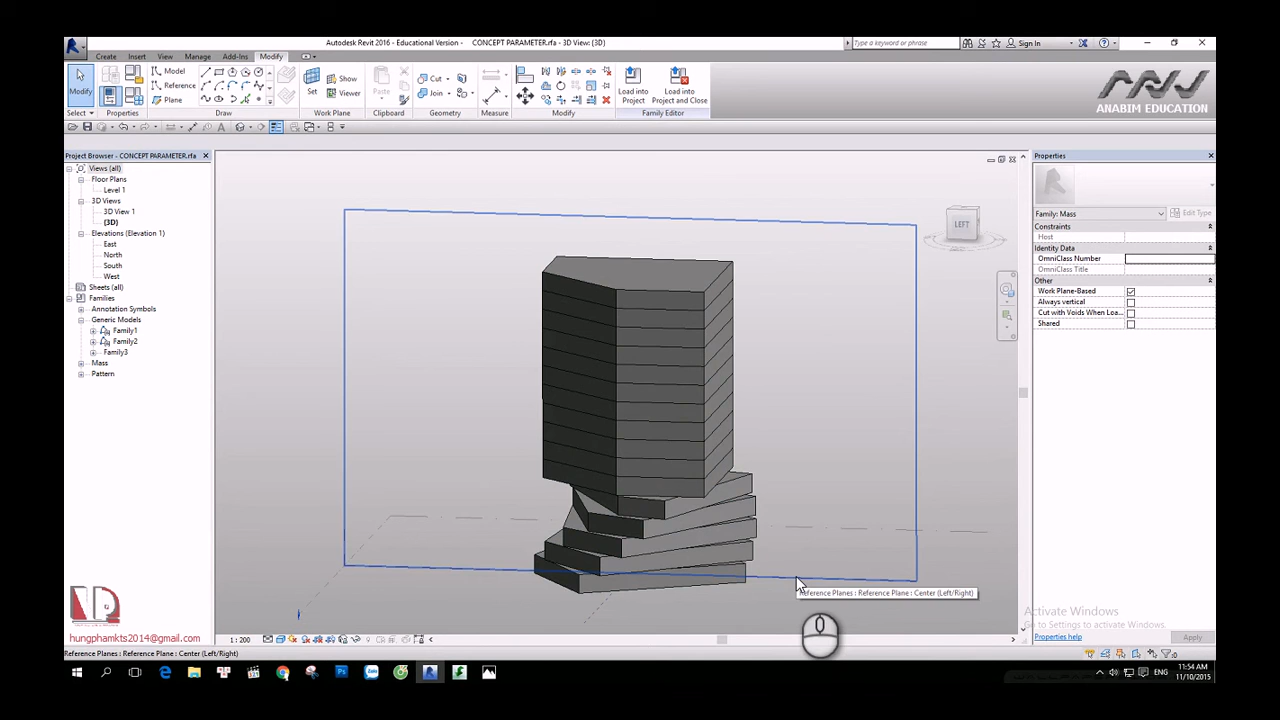 Autodesk Revit 2016 - Educational Version - CONCEPT PARAMETER.rfa - 3D View: {3D}
Type a keyword or phrase
Sign In
Create Insert View Manage Add-Ins Modify
Modify
Model
Reference
Plane
Set
Show
Viewer
Paste
Cut
Join
Load into
Project
Load into
Project and Close
Select
Properties
Draw
Work Plane
Clipboard
Geometry
Measure
Modify
Family Editor
ANABIM EDUCATION
Project Browser - CONCEPT PARAMETER.rfa
Views (all)
Floor Plans
Level 1
3D Views
3D View 1
{3D}
Elevations (Elevation 1)
East
North
South
West
Sheets (all)
Families
Annotation Symbols
Generic Models
Family1
Family2
Family3
Mass
Pattern
LEFT
Reference Planes : Reference Plane : Center (Left/Right)
Properties
Family: Mass
Edit Type
Constraints
Host
Identity Data
OmniClass Number
OmniClass Title
Other
Work Plane-Based
Always vertical
Cut with Voids When Loa...
Shared
Activate Windows
Go to Settings to activate Windows.
Properties help
Apply
hungphamkts2014@gmail.com
1 : 200
Reference Planes : Reference Plane : Center (Left/Right)
:0
ENG
11:54 AM
11/10/2015